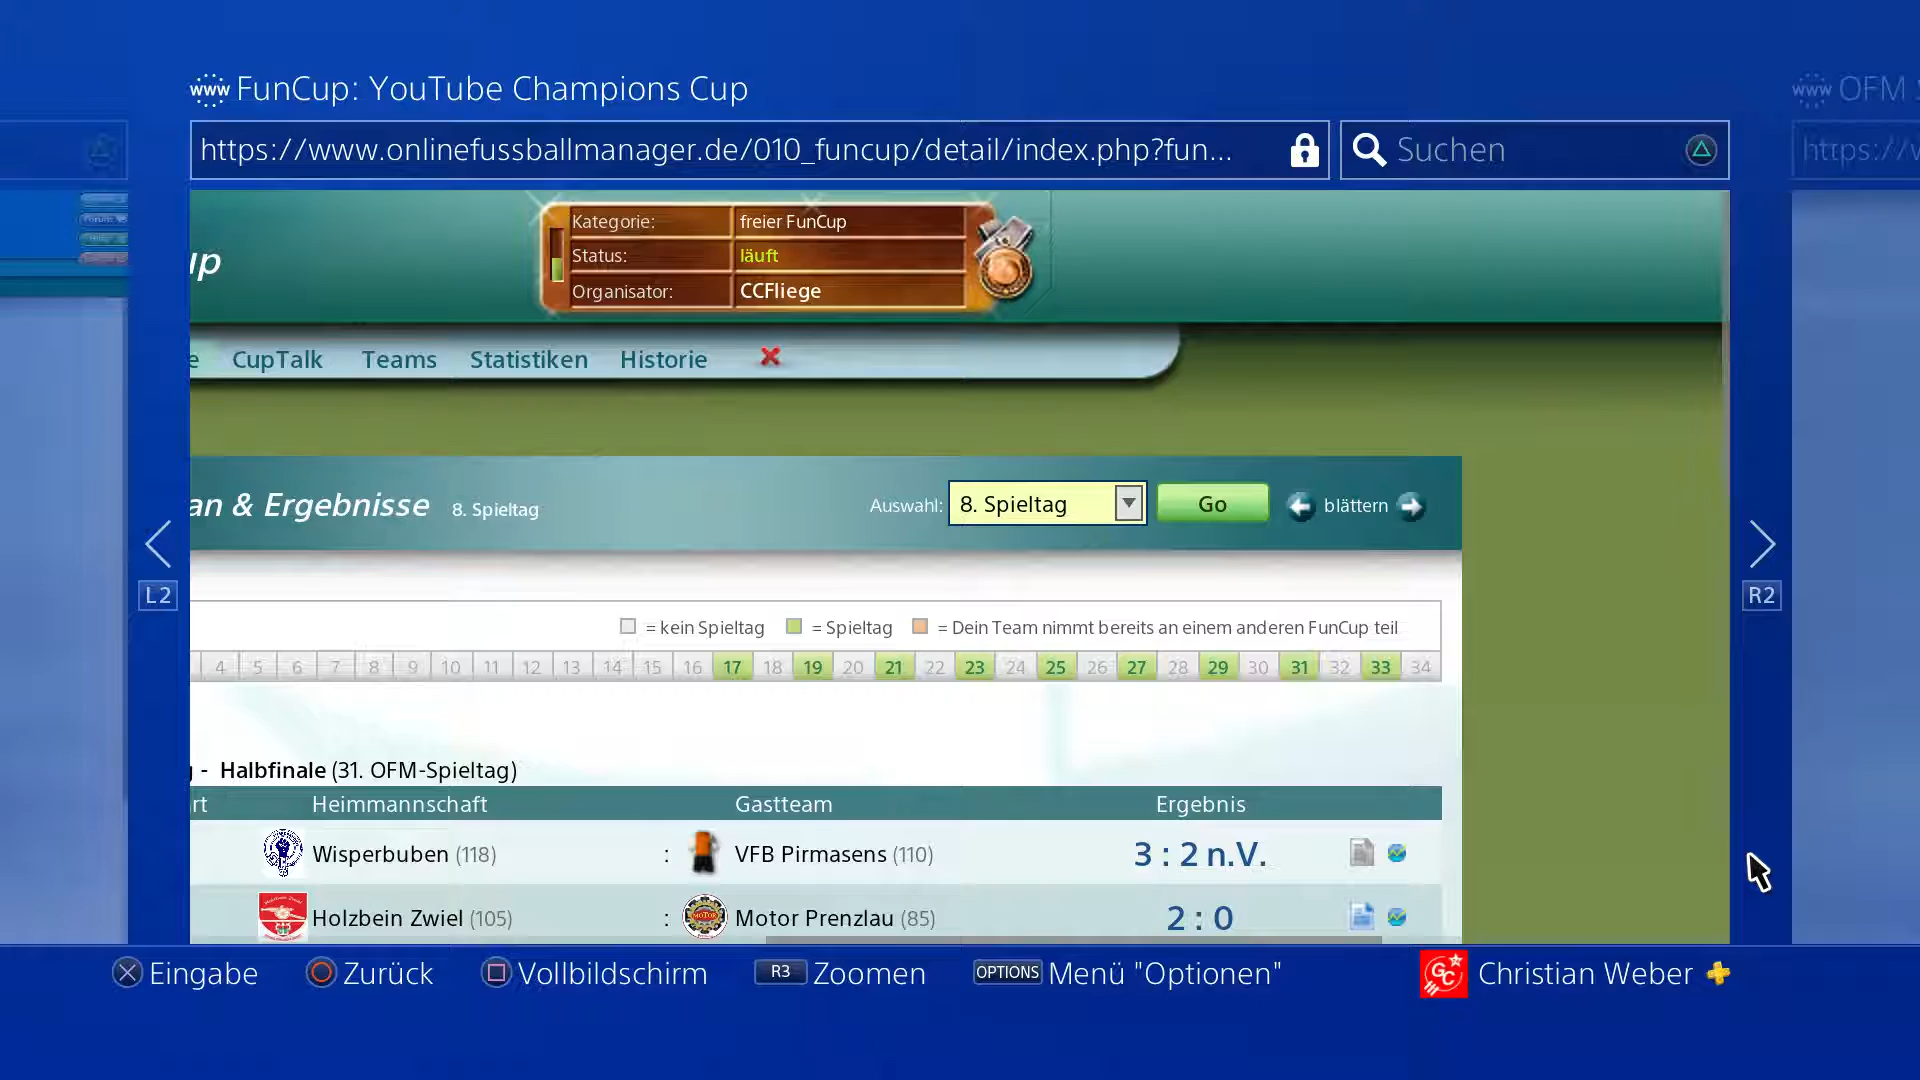 FunCup: YouTube Champions Cup
OFM
https://www.onlinefussballmanager.de/010_funcup/detail/index.php?fun...
Suchen
https://
Kategorie: freier FunCup
Status: läuft
Organisator: CCFliege
up
e CupTalk Teams Statistiken Historie
an & Ergebnisse 8. Spieltag Auswahl: 8. Spieltag Go blättern
L2
R2
= kein Spieltag = Spieltag = Dein Team nimmt bereits an einem anderen FunCup teil
4 5 6 7 8 9 10 11 12 13 14 15 16 17 18 19 20 21 22 23 24 25 26 27 28 29 30 31 32 33 34
g - Halbfinale (31. OFM-Spieltag)
rt Heimmannschaft Gastteam Ergebnis
Wisperbuben (118) : VFB Pirmasens (110) 3 : 2 n.V.
Holzbein Zwiel (105) : Motor Prenzlau (85) 2 : 0
Eingabe Zurück Vollbildschirm R3 Zoomen OPTIONS Menü "Optionen" GC Christian Weber